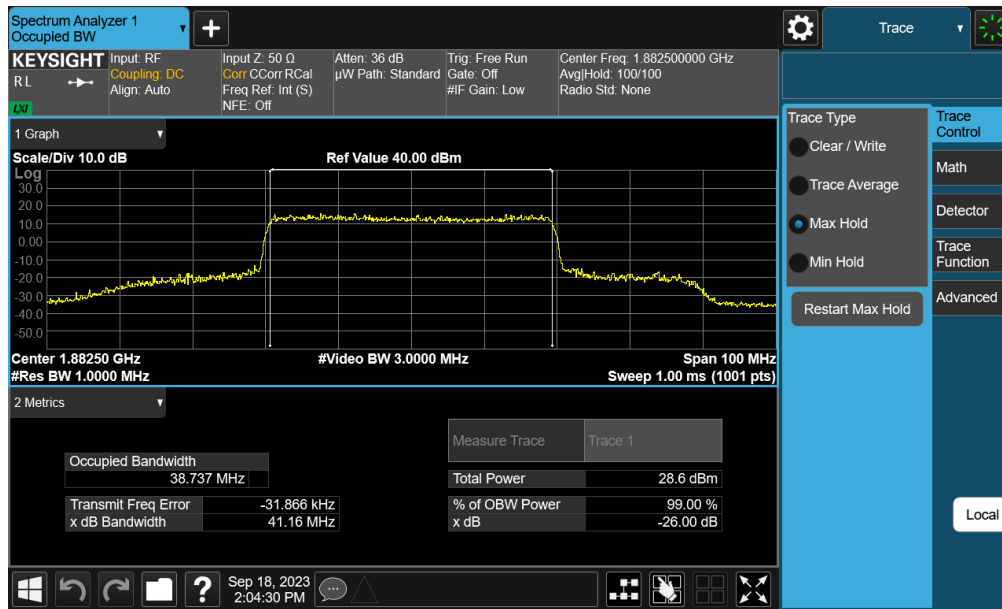 Spectrum Analyzer 1
Occupied BW
+
Trace
KEYSIGHT
R L
LXI
Input: RF
Coupling: DC
Align: Auto
Input Z: 50 Ω
Corr CCorr RCal
Freq Ref: Int (S)
NFE: Off
Atten: 36 dB
µW Path: Standard
Trig: Free Run
Gate: Off
#IF Gain: Low
Center Freq: 1.882500000 GHz
Avg|Hold: 100/100
Radio Std: None
1 Graph
Scale/Div 10.0 dB
Ref Value 40.00 dBm
Log
30.0
20.0
10.0
0.00
-10.0
-20.0
-30.0
-40.0
-50.0
Center 1.88250 GHz
#Video BW 3.0000 MHz
Span 100 MHz
#Res BW 1.0000 MHz
Sweep 1.00 ms (1001 pts)
2 Metrics
Measure Trace
Trace 1
Occupied Bandwidth
38.737 MHz
Total Power
28.6 dBm
Transmit Freq Error
-31.866 kHz
% of OBW Power
99.00 %
x dB Bandwidth
41.16 MHz
x dB
-26.00 dB
Trace Type
Clear / Write
Trace Average
Max Hold
Min Hold
Restart Max Hold
Trace
Control
Math
Detector
Trace
Function
Advanced
Local
?
Sep 18, 2023
2:04:30 PM